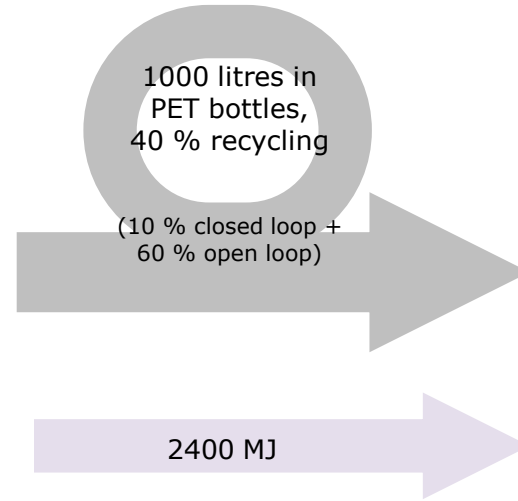 1000 litres in
PET bottles,
40 % recycling
(10 % closed loop +
60 % open loop)
2400 MJ